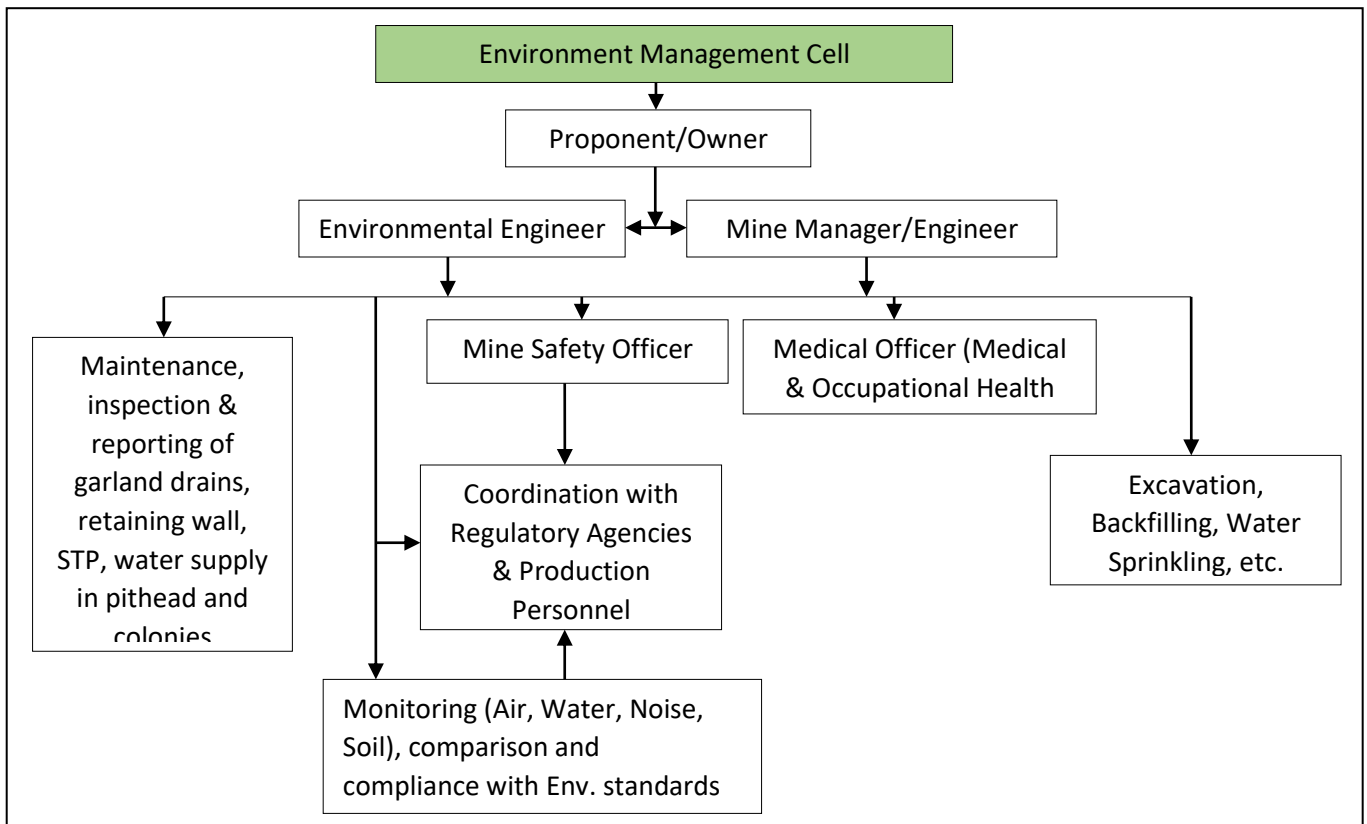 Environment Management Cell
Proponent/Owner
Environmental Engineer
Mine Manager/Engineer
Maintenance,
inspection &
reporting of
garland drains,
retaining wall,
STP, water supply
in pithead and
colonies
Mine Safety Officer
Medical Officer (Medical
& Occupational Health
Coordination with
Regulatory Agencies
& Production
Personnel
Excavation,
Backfilling, Water
Sprinkling, etc.
Monitoring (Air, Water, Noise,
Soil), comparison and
compliance with Env. standards